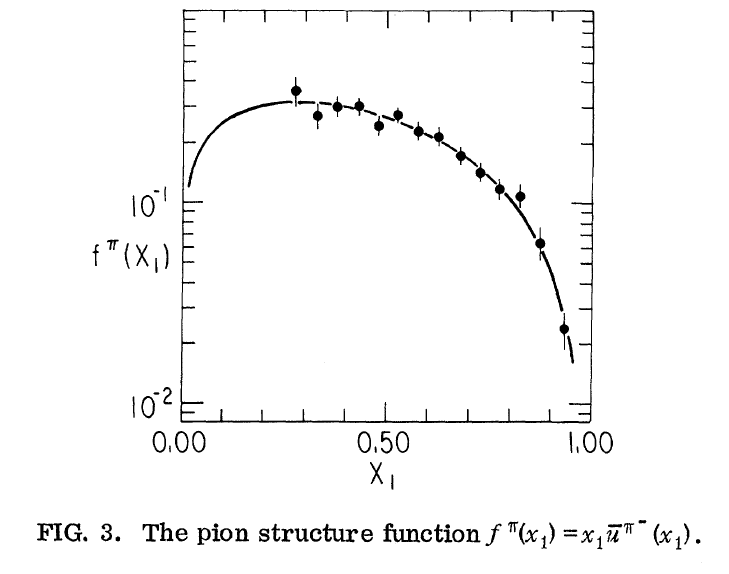 10⁻¹
f^π(X₁)
10⁻²
0.00 0.50 1.00
X₁
FIG. 3. The pion structure function f^π(x₁) = x₁ū^π⁻(x₁).